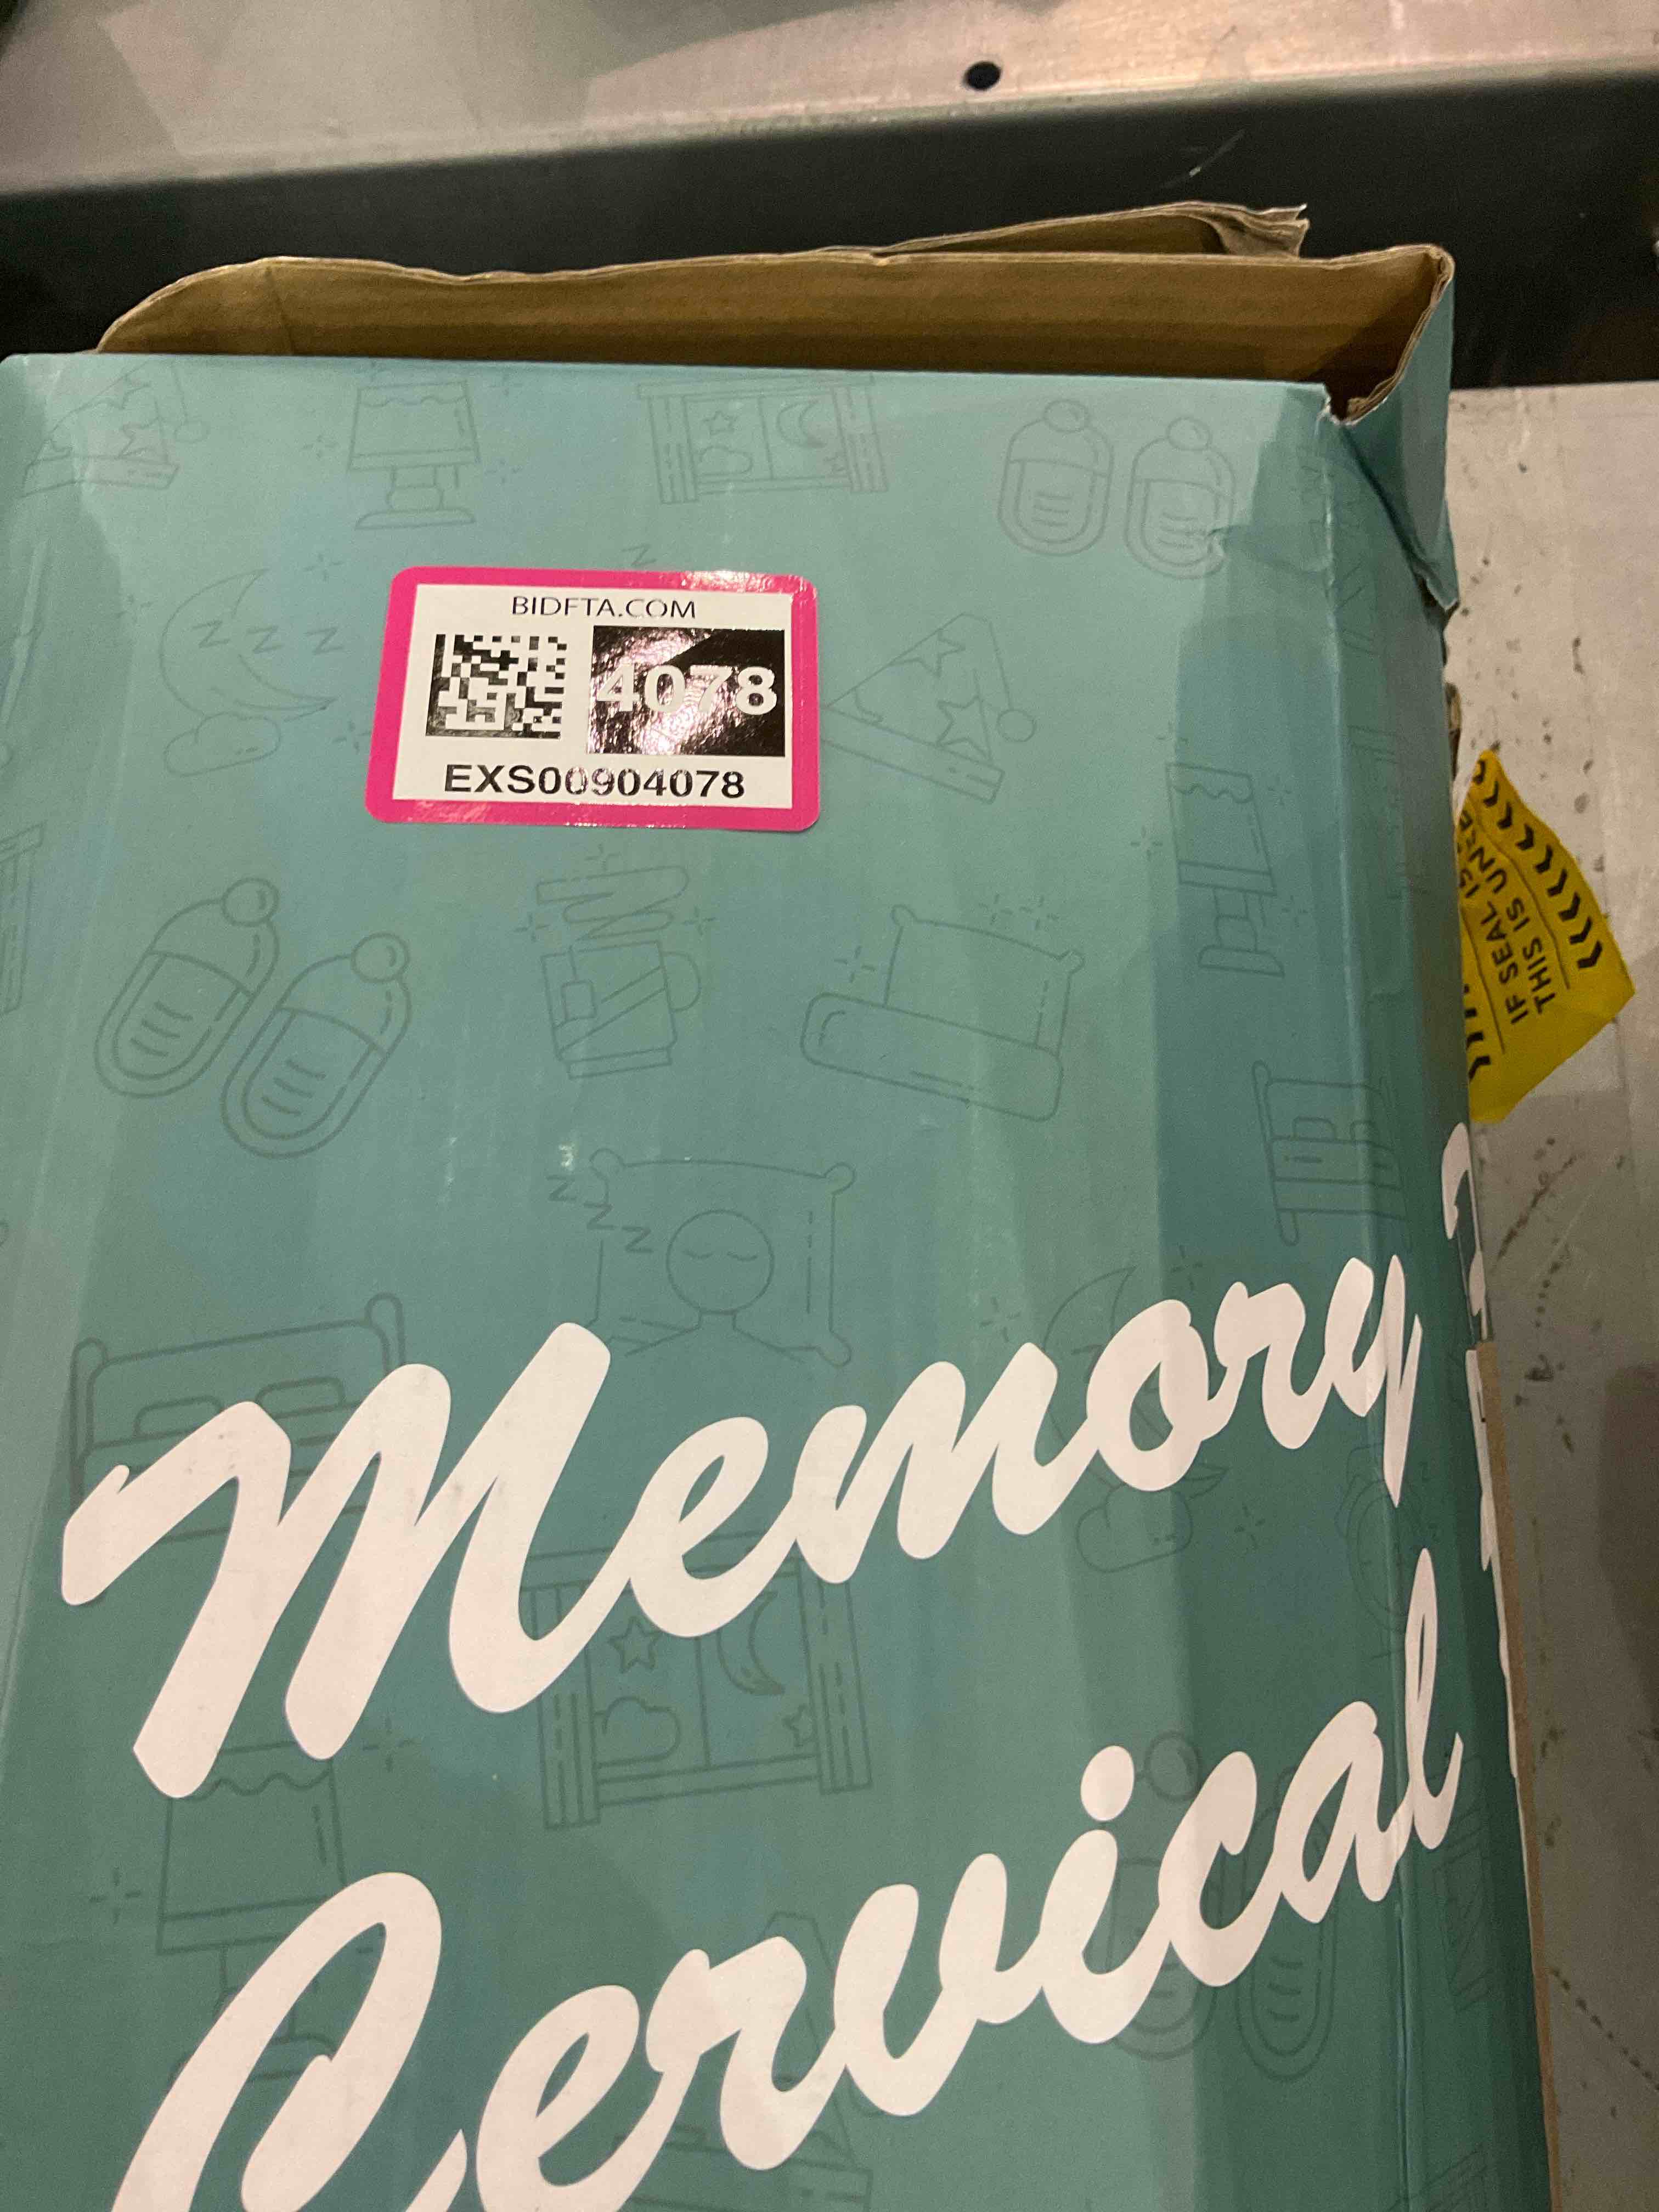 BIDFTA.COM
4078
EXS00904078
IF SEAL IS
THIS IS
Memory
Cervical